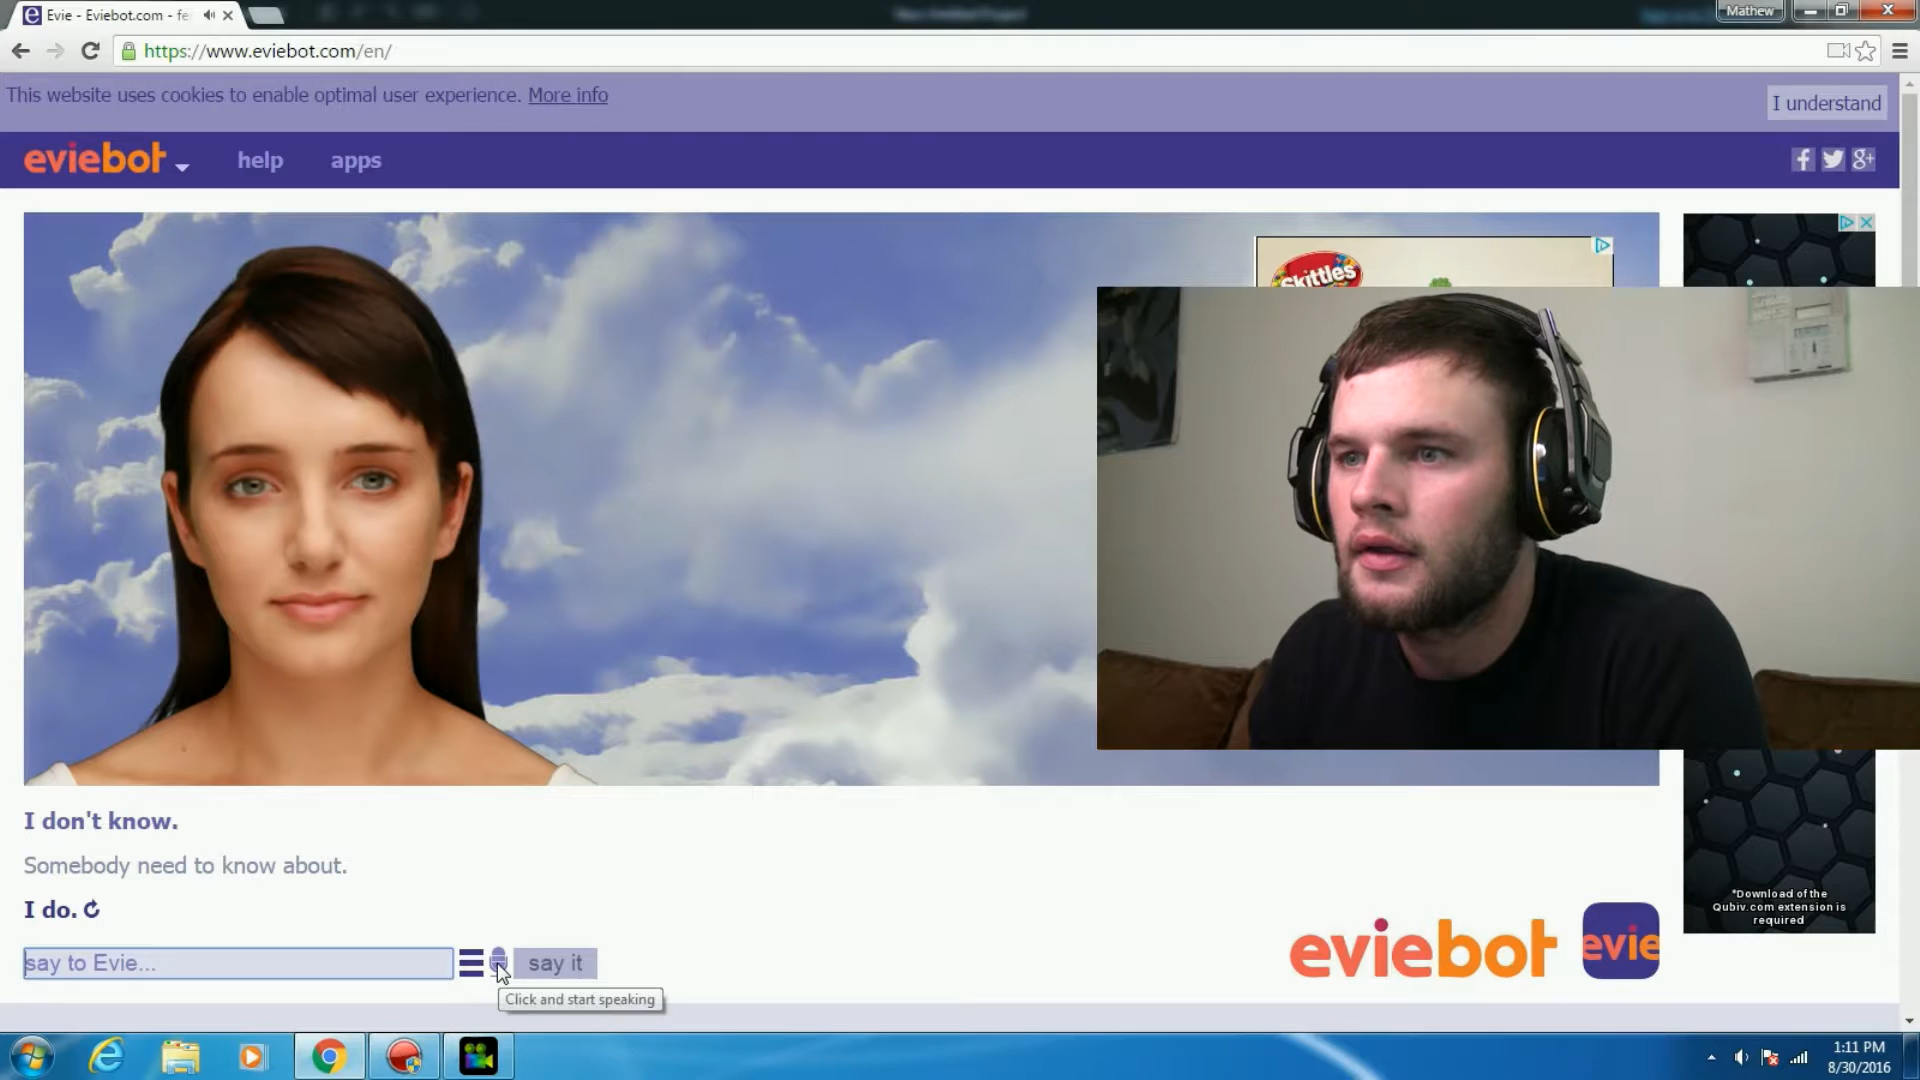 Evie - Eviebot.com - fe
Mathew
https://www.eviebot.com/en/
This website uses cookies to enable optimal user experience. More info
I understand
eviebot
help
apps
Skittles
I don't know.
Somebody need to know about.
I do.
say to Evie...
say it
Click and start speaking
eviebot
evie
*Download of the
Qubiv.com extension is
required
1:11 PM
8/30/2016